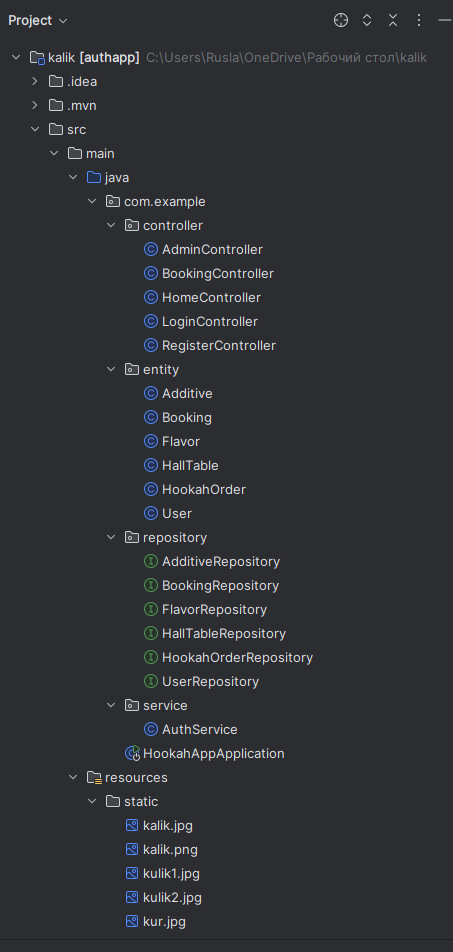 Project
kalik [authapp] C:\Users\Rusla\OneDrive\Рабочий стол\kalik
.idea
.mvn
src
main
java
com.example
controller
AdminController
BookingController
HomeController
LoginController
RegisterController
entity
Additive
Booking
Flavor
HallTable
HookahOrder
User
repository
AdditiveRepository
BookingRepository
FlavorRepository
HallTableRepository
HookahOrderRepository
UserRepository
service
AuthService
HookahAppApplication
resources
static
kalik.jpg
kalik.png
kulik1.jpg
kulik2.jpg
kur.jpg